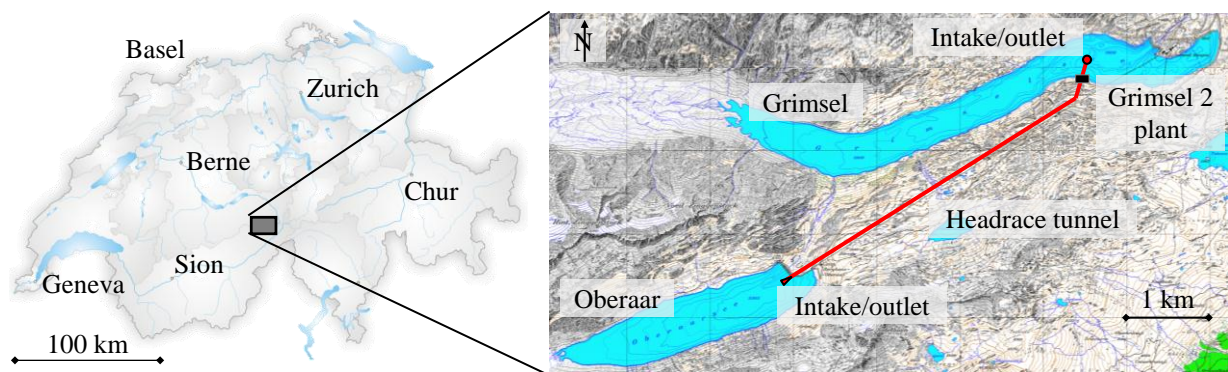 Basel
Zurich
Berne
Chur
Sion
Geneva
100 km
N
Intake/outlet
Grimsel
Grimsel 2
plant
Headrace tunnel
Oberaar
Intake/outlet
1 km